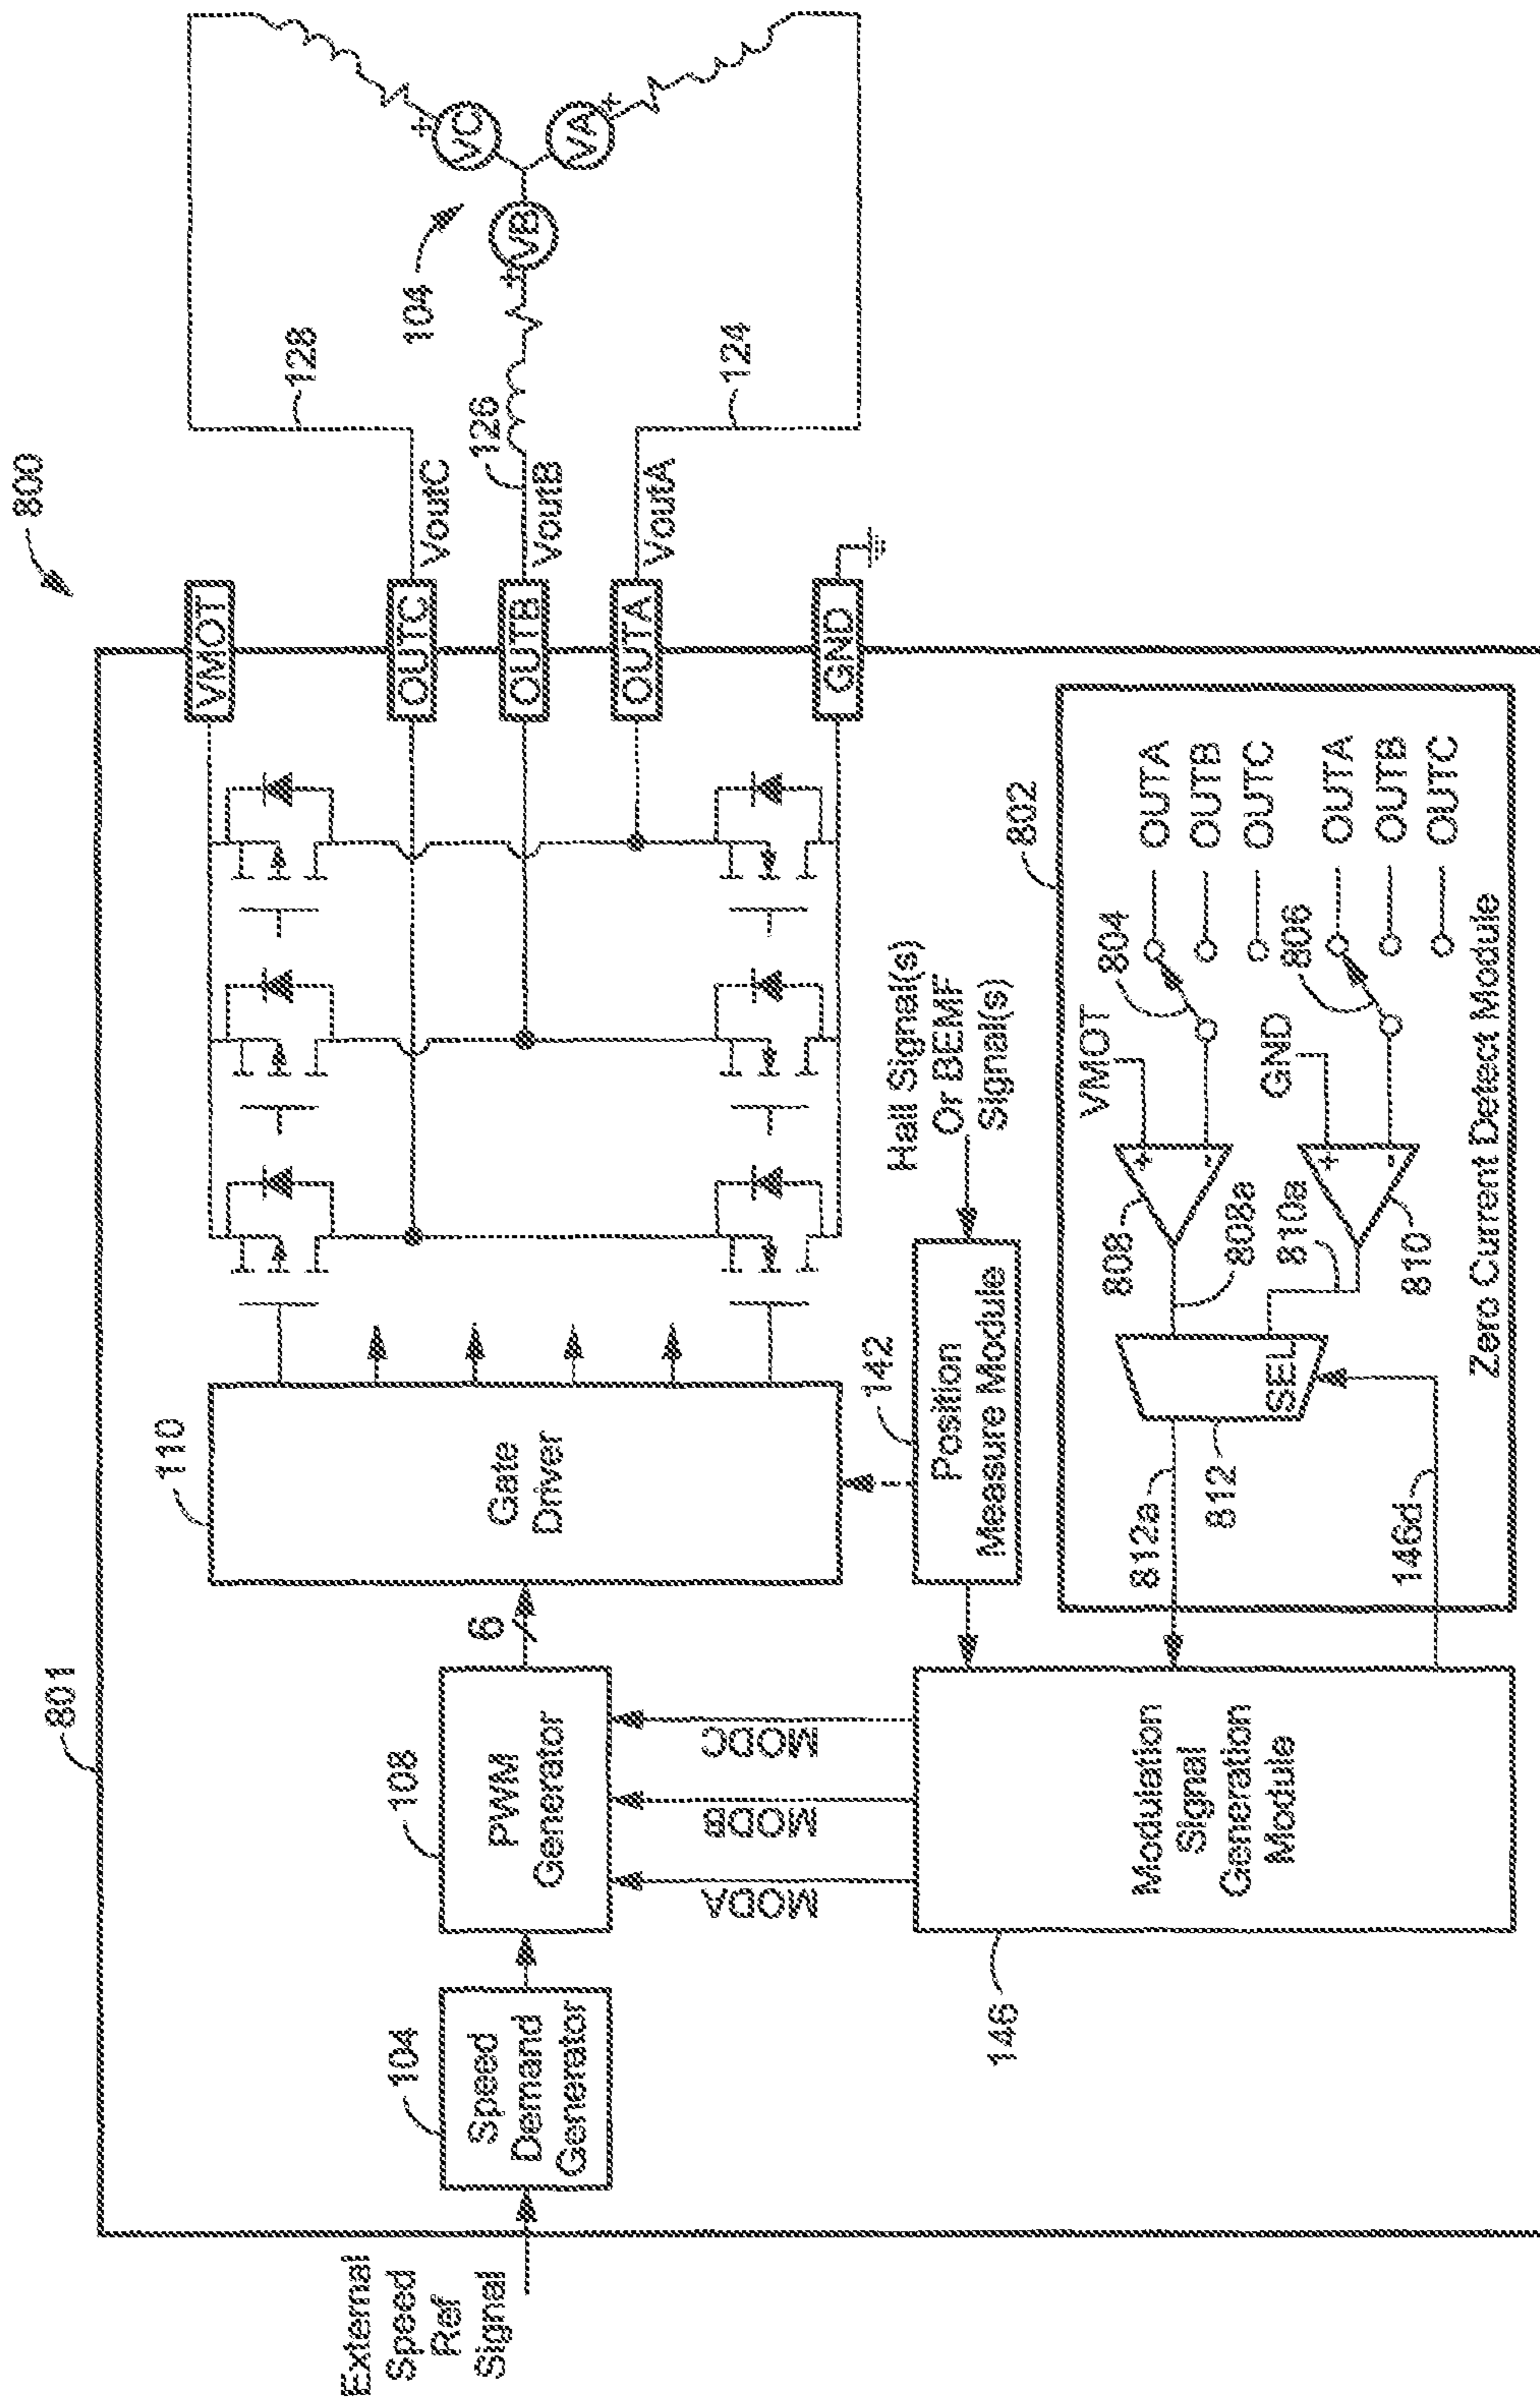 800
801
External
Speed
Ref
Signal
104
Speed
Demand
Generator
108
PWM
Generator
6
110
Gate
Driver
VMOT
OUTC
OUTB
OUTA
GND
VoutC
VoutB
VoutA
128
126
124
104
+
VC
+
VB
+
VA
MODA
MODB
MODC
142
Position
Measure Module
Hall Signal(s)
Or BEMF
Signal(s)
146
Modulation
Signal
Generation
Module
802
812a
812
SEL
146d
808
808a
810a
810
VMOT
+
-
GND
+
-
804
806
OUTA
OUTB
OUTC
OUTA
OUTB
OUTC
Zero Current Detect Module